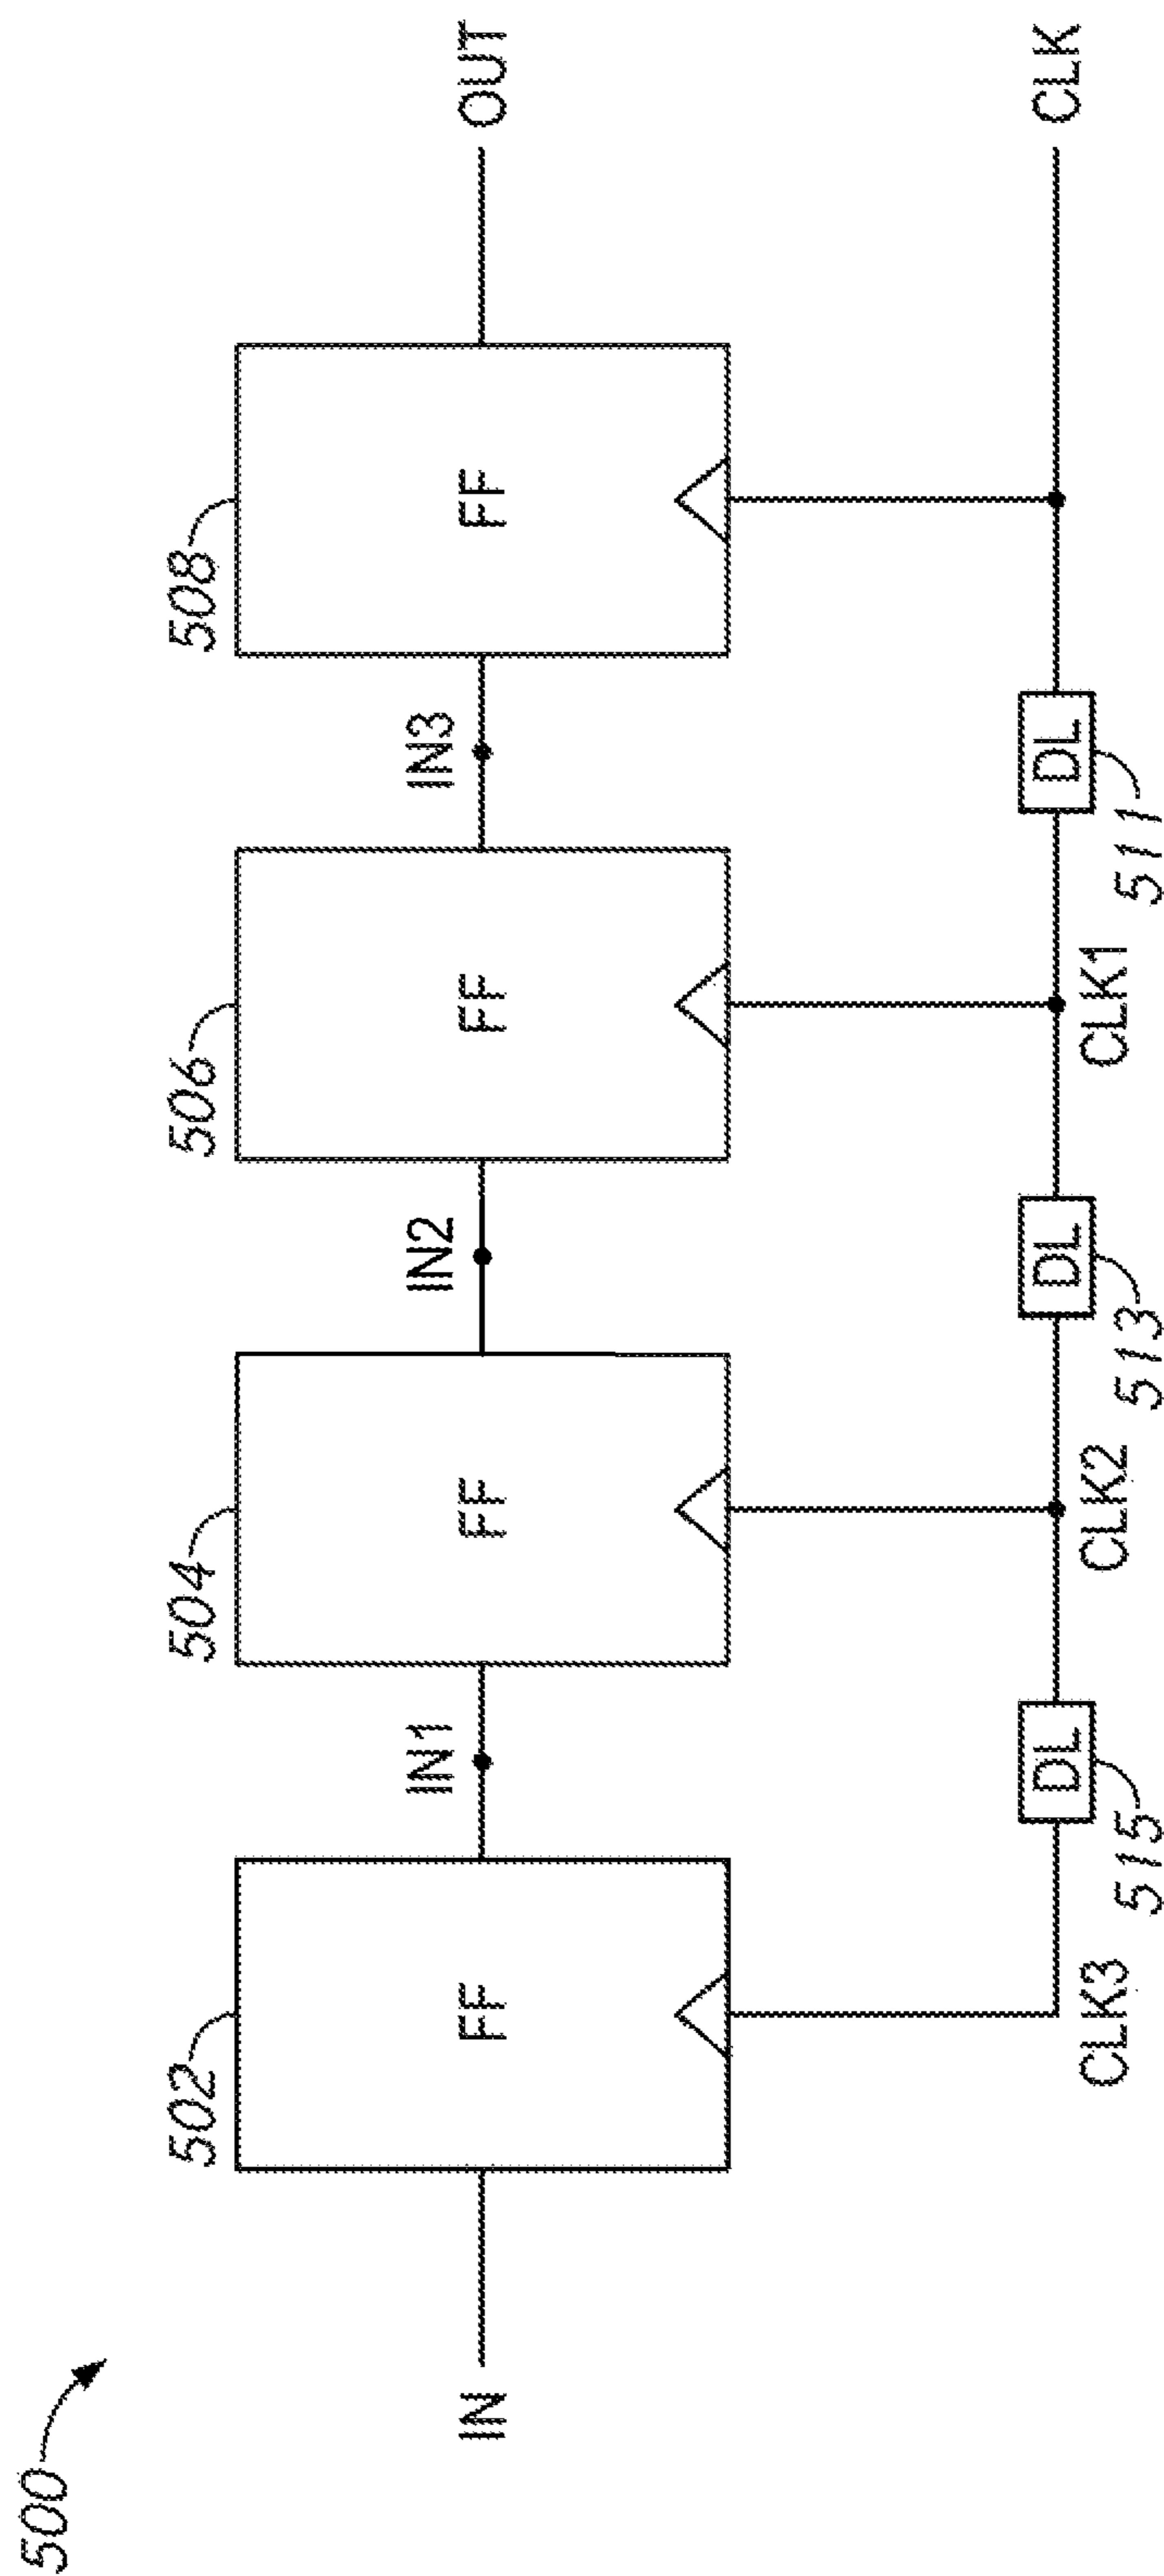 500
502
504
506
508
IN
FF
IN1
FF
IN2
FF
IN3
FF
OUT
DL
DL
DL
CLK
CLK3
515
CLK2
513
CLK1
511